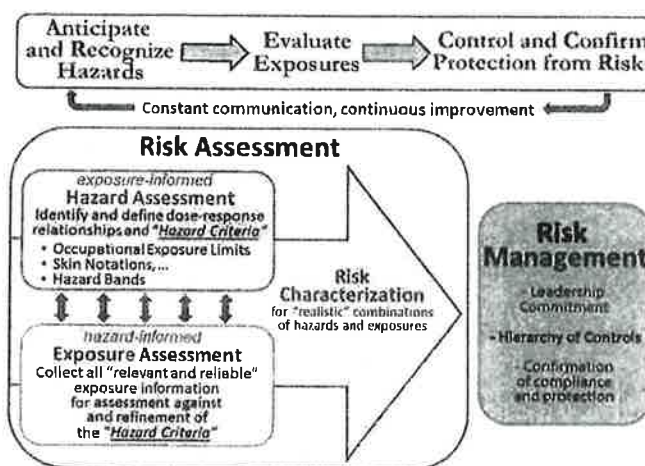 Anticipate
and Recognize
Hazards
Evaluate
Exposures
Control and Confirm
Protection from Risks
Constant communication, continuous improvement
Risk Assessment
exposure-informed
Hazard Assessment
Identify and define dose-response
relationships and "Hazard Criteria"
• Occupational Exposure Limits
• Skin Notations, ...
• Hazard Bands
hazard-informed
Exposure Assessment
Collect all "relevant and reliable"
exposure information
for assessment against
and refinement of
the "Hazard Criteria"
Risk
Characterization
for "realistic" combinations
of hazards and exposures
Risk
Management
- Leadership
Commitment
- Hierarchy of Controls
- Confirmation
of compliance
and protection